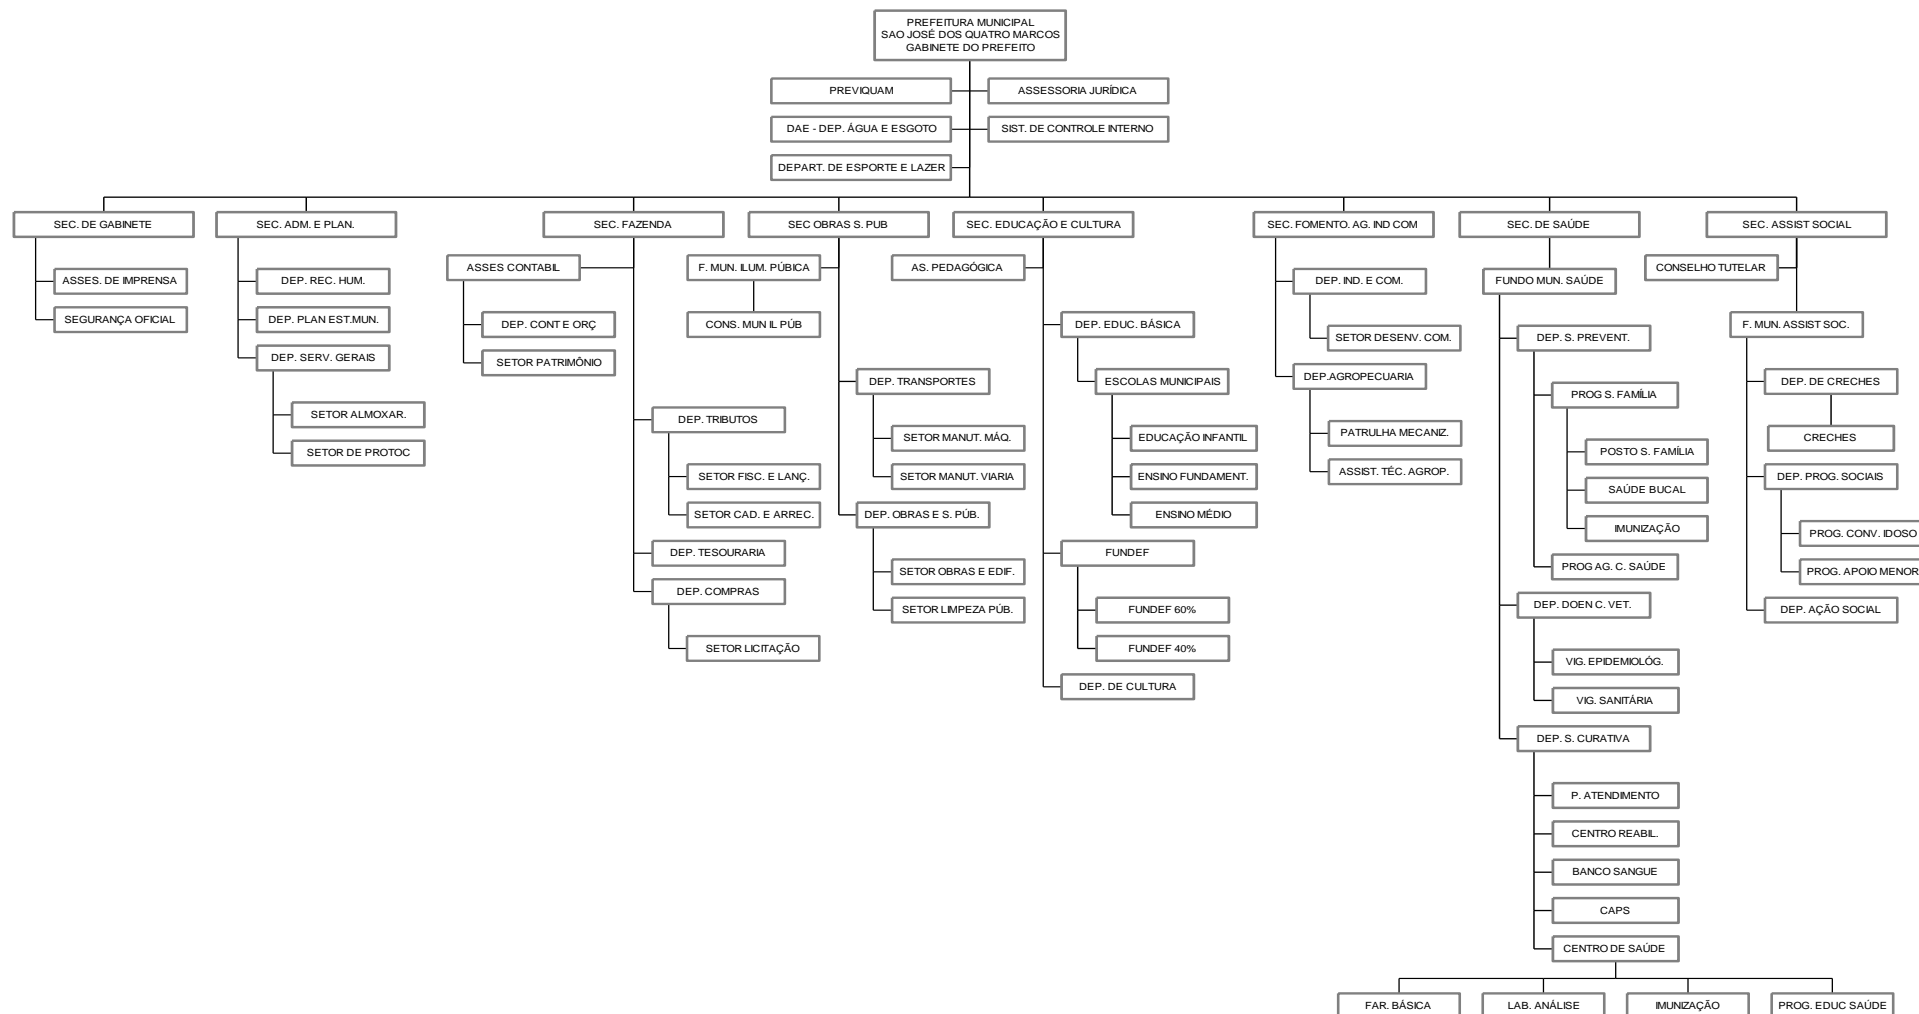 PREFEITURA MUNICIPAL
SAO JOSÉ DOS QUATRO MARCOS
GABINETE DO PREFEITO
PREVIQUAM
ASSESSORIA JURÍDICA
DAE - DEP. ÁGUA E ESGOTO
SIST. DE CONTROLE INTERNO
DEPART. DE ESPORTE E LAZER
SEC. DE GABINETE
ASSES. DE IMPRENSA
SEGURANÇA OFICIAL
SEC. ADM. E PLAN.
DEP. REC. HUM.
DEP. PLAN EST.MUN.
DEP. SERV. GERAIS
SETOR ALMOXAR.
SETOR DE PROTOC
SEC. FAZENDA
ASSES CONTABIL
DEP. CONT E ORÇ
SETOR PATRIMÔNIO
DEP. TRIBUTOS
SETOR FISC. E LANÇ.
SETOR CAD. E ARREC.
DEP. TESOURARIA
DEP. COMPRAS
SETOR LICITAÇÃO
SEC OBRAS S. PUB
F. MUN. ILUM. PÚBICA
CONS. MUN IL PÚB
DEP. TRANSPORTES
SETOR MANUT. MÁQ.
SETOR MANUT. VIARIA
DEP. OBRAS E S. PÚB.
SETOR OBRAS E EDIF.
SETOR LIMPEZA PÚB.
SEC. EDUCAÇÃO E CULTURA
AS. PEDAGÓGICA
DEP. EDUC. BÁSICA
ESCOLAS MUNICIPAIS
EDUCAÇÃO INFANTIL
ENSINO FUNDAMENT.
ENSINO MÉDIO
FUNDEF
FUNDEF 60%
FUNDEF 40%
DEP. DE CULTURA
SEC. FOMENTO. AG. IND COM
DEP. IND. E COM.
SETOR DESENV. COM.
DEP.AGROPECUARIA
PATRULHA MECANIZ.
ASSIST. TÉC. AGROP.
SEC. DE SAÚDE
FUNDO MUN. SAÚDE
DEP. S. PREVENT.
PROG S. FAMÍLIA
POSTO S. FAMÍLIA
SAÚDE BUCAL
IMUNIZAÇÃO
PROG AG. C. SAÚDE
DEP. DOEN C. VET.
VIG. EPIDEMIOLÓG.
VIG. SANITÁRIA
DEP. S. CURATIVA
P. ATENDIMENTO
CENTRO REABIL.
BANCO SANGUE
CAPS
CENTRO DE SAÚDE
FAR. BÁSICA
LAB. ANÁLISE
IMUNIZAÇÃO
PROG. EDUC SAÚDE
SEC. ASSIST SOCIAL
CONSELHO TUTELAR
F. MUN. ASSIST SOC.
DEP. DE CRECHES
CRECHES
DEP. PROG. SOCIAIS
PROG. CONV. IDOSO
PROG. APOIO MENOR
DEP. AÇÃO SOCIAL